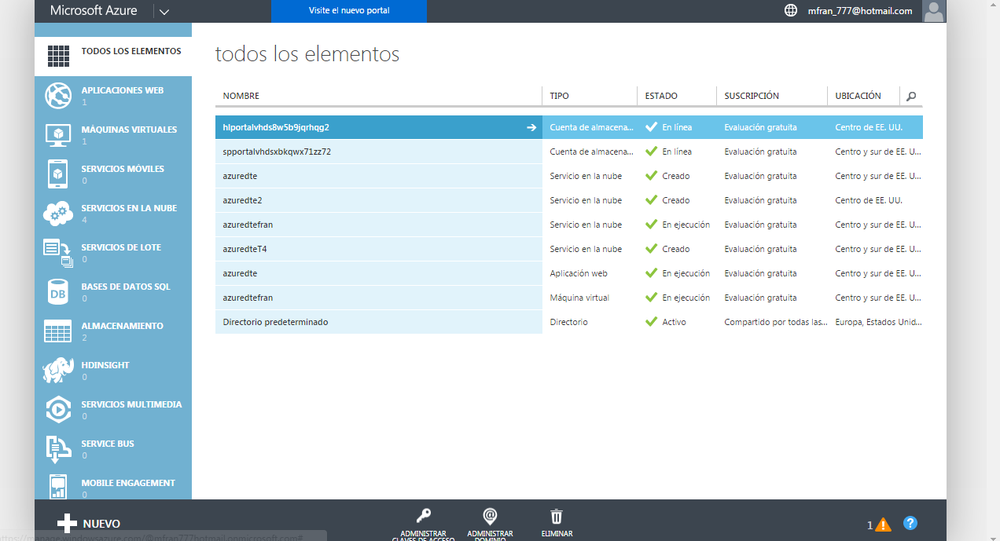 Microsoft Azure
Visite el nuevo portal
mfran_777@hotmail.com
TODOS LOS ELEMENTOS
APLICACIONES WEB
1
MÁQUINAS VIRTUALES
1
SERVICIOS MÓVILES
0
SERVICIOS EN LA NUBE
4
SERVICIOS DE LOTE
0
BASES DE DATOS SQL
0
DB
ALMACENAMIENTO
2
HDINSIGHT
0
SERVICIOS MULTIMEDIA
0
SERVICE BUS
0
MOBILE ENGAGEMENT
0
todos los elementos
NOMBRE TIPO ESTADO SUSCRIPCIÓN UBICACIÓN
hlportalvhds8w5b9jqrhqg2 Cuenta de almacena... En línea Evaluación gratuita Centro de EE. UU.
spportalvhdsxbkqwx71zz72 Cuenta de almacena... En línea Evaluación gratuita Centro y sur de EE. U...
azuredte Servicio en la nube Creado Evaluación gratuita Centro y sur de EE. U...
azuredte2 Servicio en la nube Creado Evaluación gratuita Centro de EE. UU.
azuredtefran Servicio en la nube En ejecución Evaluación gratuita Centro y sur de EE. U...
azuredteT4 Servicio en la nube Creado Evaluación gratuita Centro y sur de EE. U...
azuredte Aplicación web En ejecución Evaluación gratuita Centro y sur de EE. U...
azuredtefran Máquina virtual En ejecución Evaluación gratuita Centro y sur de EE. U...
Directorio predeterminado Directorio Activo Compartido por todas las... Europa, Estados Unid...
NUEVO
ADMINISTRAR
CLAVES DE ACCESO
ADMINISTRAR
DOMINIO
ELIMINAR
1
https://manage.windowsazure.com/@mfran777hotmail.onmicrosoft.com#